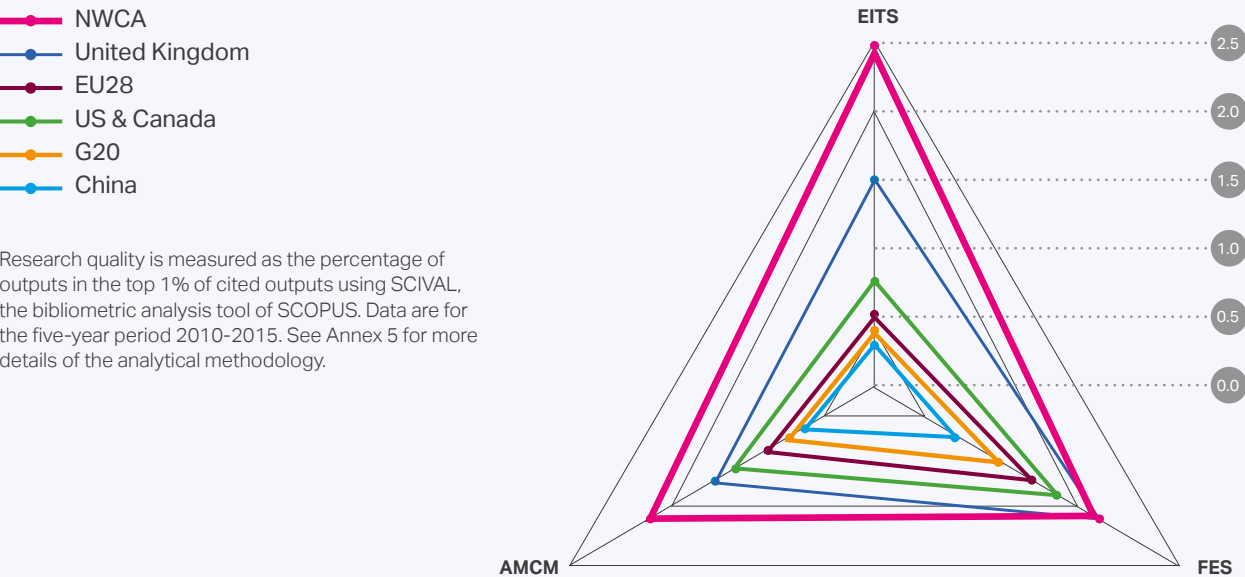 NWCA
United Kingdom
EU28
US & Canada
G20
China
Research quality is measured as the percentage of
outputs in the top 1% of cited outputs using SCIVAL,
the bibliometric analysis tool of SCOPUS. Data are for
the five-year period 2010-2015. See Annex 5 for more
details of the analytical methodology.
EITS
2.5
2.0
1.5
1.0
0.5
0.0
AMCM
FES